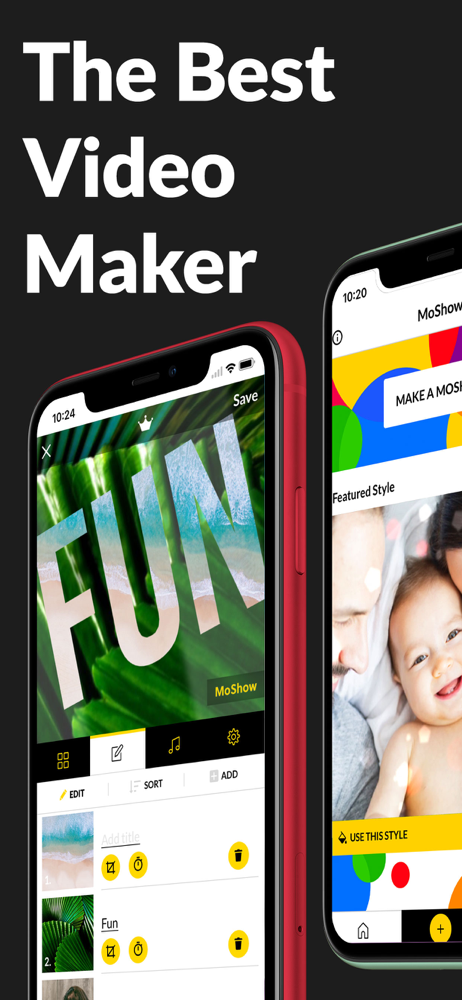 The Best
Video
Maker
10:24
Save
FUN
MoShow
EDIT
SORT
ADD
1.
Add title
2.
Fun
10:20
MoShow
MAKE A MOSH
Featured Style
USE THIS STYLE